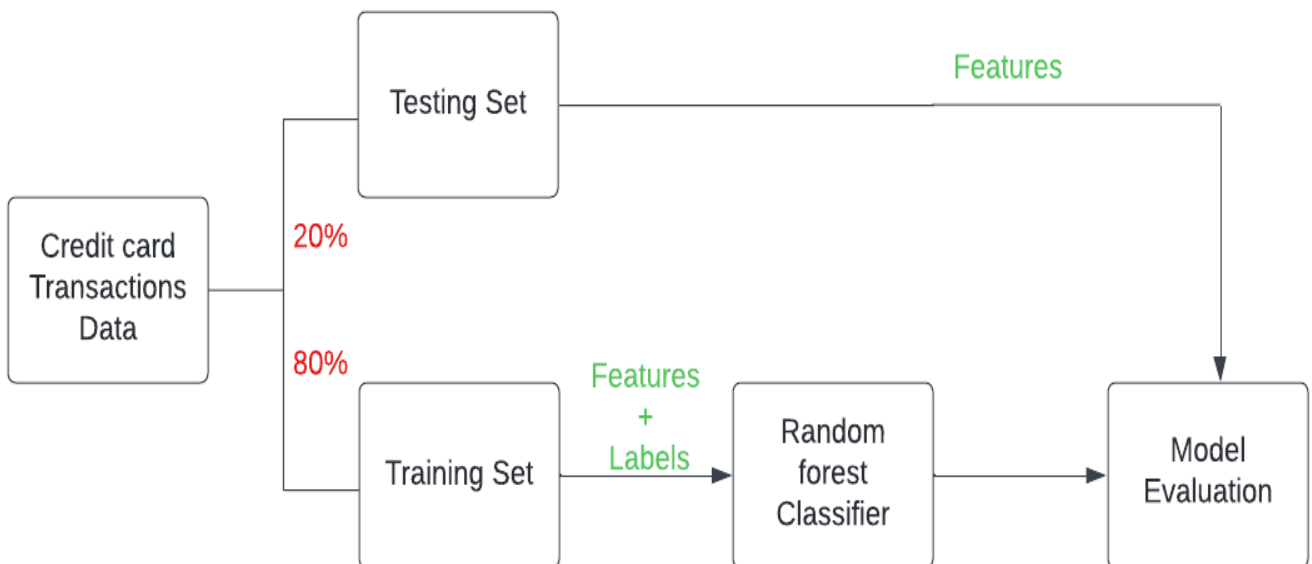 Testing Set
Features
Credit card
Transactions
Data
20%
80%
Training Set
Features
+
Labels
Random
forest
Classifier
Model
Evaluation